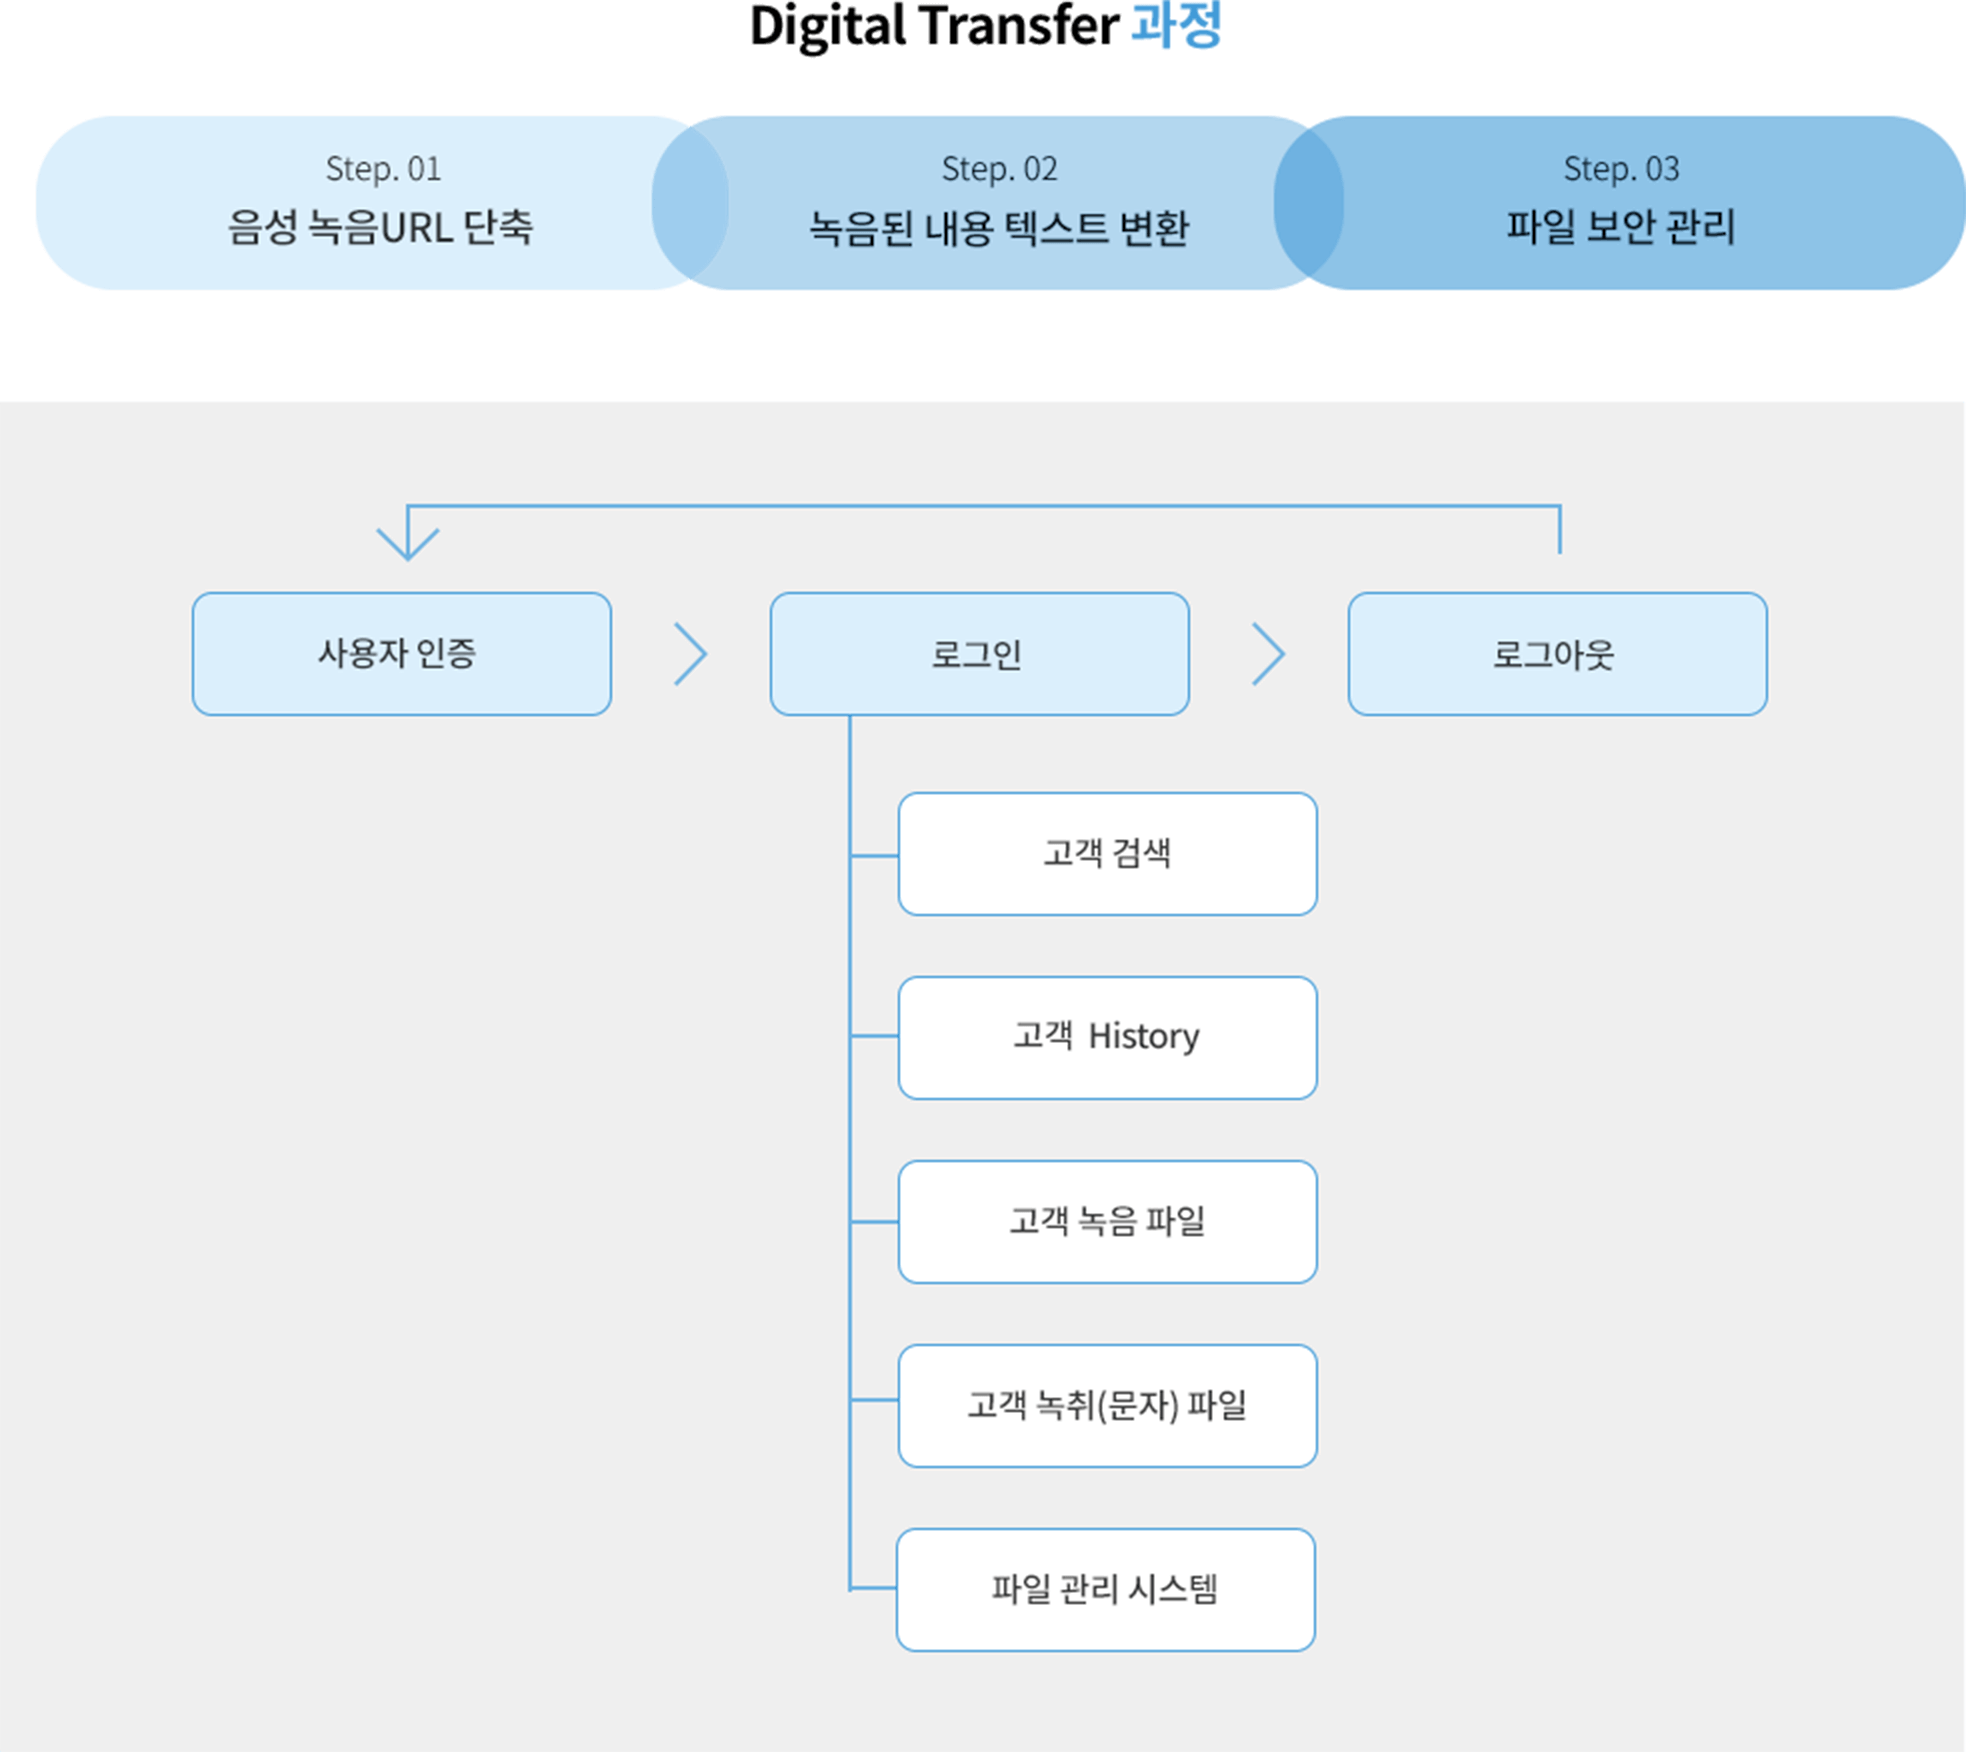 Digital Transfer 과정
Step. 01
음성 녹음URL 단축
Step. 02
녹음된 내용 텍스트 변환
Step. 03
파일 보안 관리
사용자 인증
로그인
로그아웃
고객 검색
고객 History
고객 녹음 파일
고객 녹취(문자) 파일
파일 관리 시스템